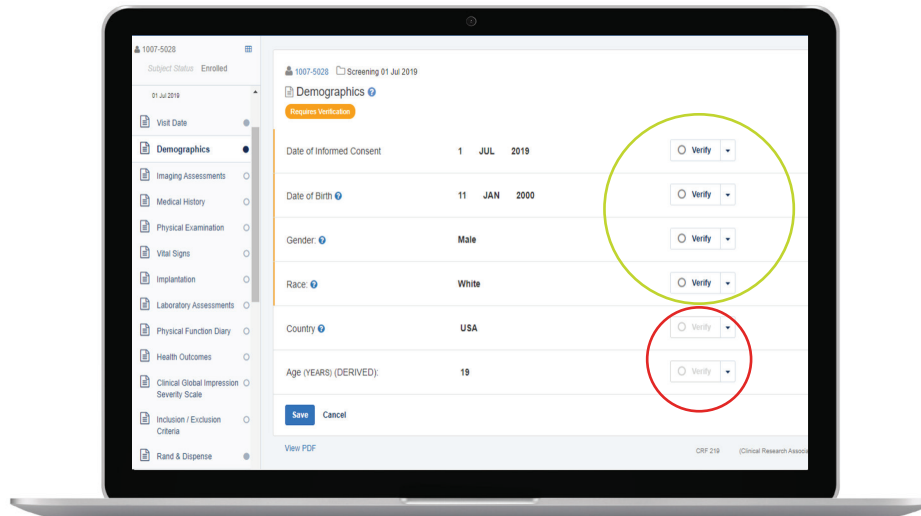 1007-5028
Subject Status Enrolled
01 Jul 2019
Visit Date
Demographics
Imaging Assessments
Medical History
Physical Examination
Vital Signs
Implantation
Laboratory Assessments
Physical Function Diary
Health Outcomes
Clinical Global Impression
Severity Scale
Inclusion / Exclusion
Criteria
Rand & Dispense
1007-5028 Screening 01 Jul 2019
Demographics ?
Requires Verification
Date of Informed Consent 1 JUL 2019 Verify
Date of Birth ? 11 JAN 2000 Verify
Gender: ? Male Verify
Race: ? White Verify
Country ? USA Verify
Age (YEARS) (DERIVED): 19 Verify
Save Cancel
View PDF CRF 219 (Clinical Research Associa